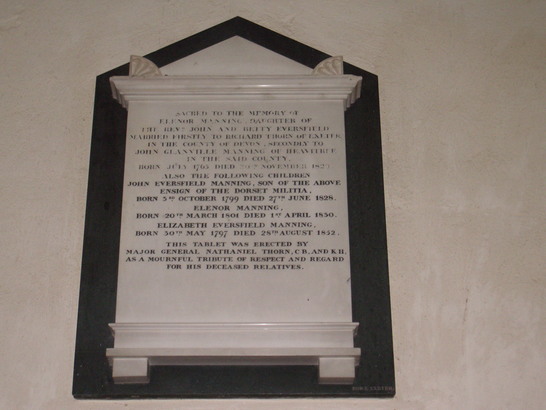 SACRED TO THE MEMORY OF
ELENOR MANNING, DAUGHTER OF
THE REVD JOHN AND BETTY EVERSFIELD
MARRIED FIRSTLY TO RICHARD THORN OF EXETER
IN THE COUNTY OF DEVON, SECONDLY TO
JOHN GLANVILLE MANNING OF HEAVITREE
IN THE SAID COUNTY,
BORN JULY DIED NOVEMBER
ALSO THE FOLLOWING CHILDREN
JOHN EVERSFIELD MANNING, SON OF THE ABOVE
ENSIGN OF THE DORSET MILITIA,
BORN 5TH OCTOBER 1799 DIED 27TH JUNE 1828.
ELENOR MANNING,
BORN 20TH MARCH 1801 DIED 1ST APRIL 1850.
ELIZABETH EVERSFIELD MANNING,
BORN 30TH MAY 1797 DIED 28TH AUGUST 1852.
THIS TABLET WAS ERECTED BY
MAJOR GENERAL NATHANIEL THORN, C.B, AND K.H,
AS A MOURNFUL TRIBUTE OF RESPECT AND REGARD
FOR HIS DECEASED RELATIVES.